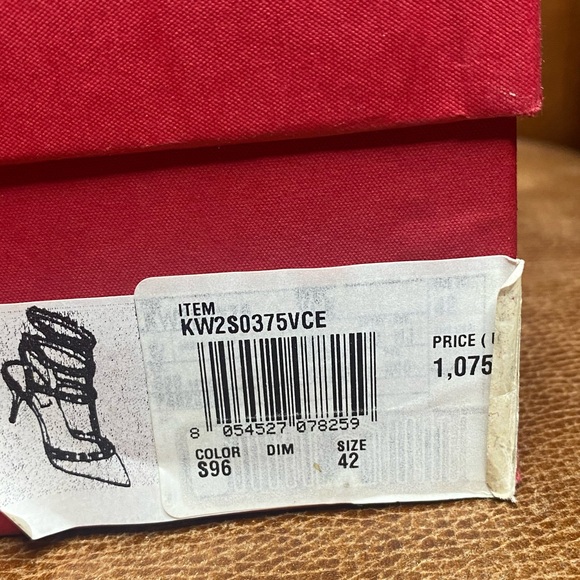 ITEM
KW2S0375VCE
PRICE (
1,075
8 054527 078259
COLOR DIM SIZE
S96 42